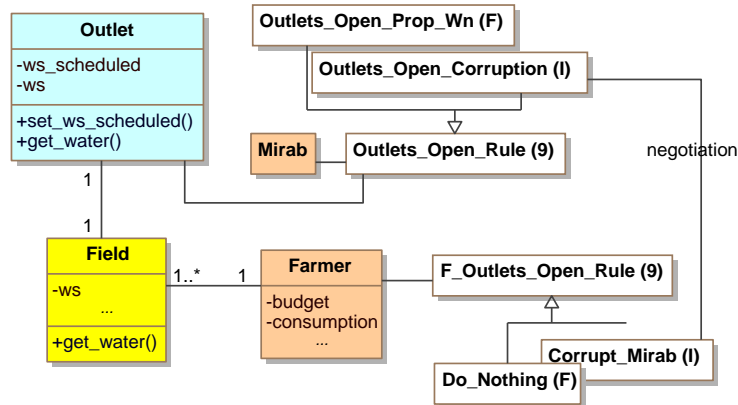 Outlet
-ws_scheduled
-ws
+set_ws_scheduled()
+get_water()
Outlets_Open_Prop_Wn (F)
Outlets_Open_Corruption (I)
Mirab
Outlets_Open_Rule (9)
negotiation
1
1
Field
-ws
...
+get_water()
1..*
1
Farmer
-budget
-consumption
...
F_Outlets_Open_Rule (9)
Corrupt_Mirab (I)
Do_Nothing (F)